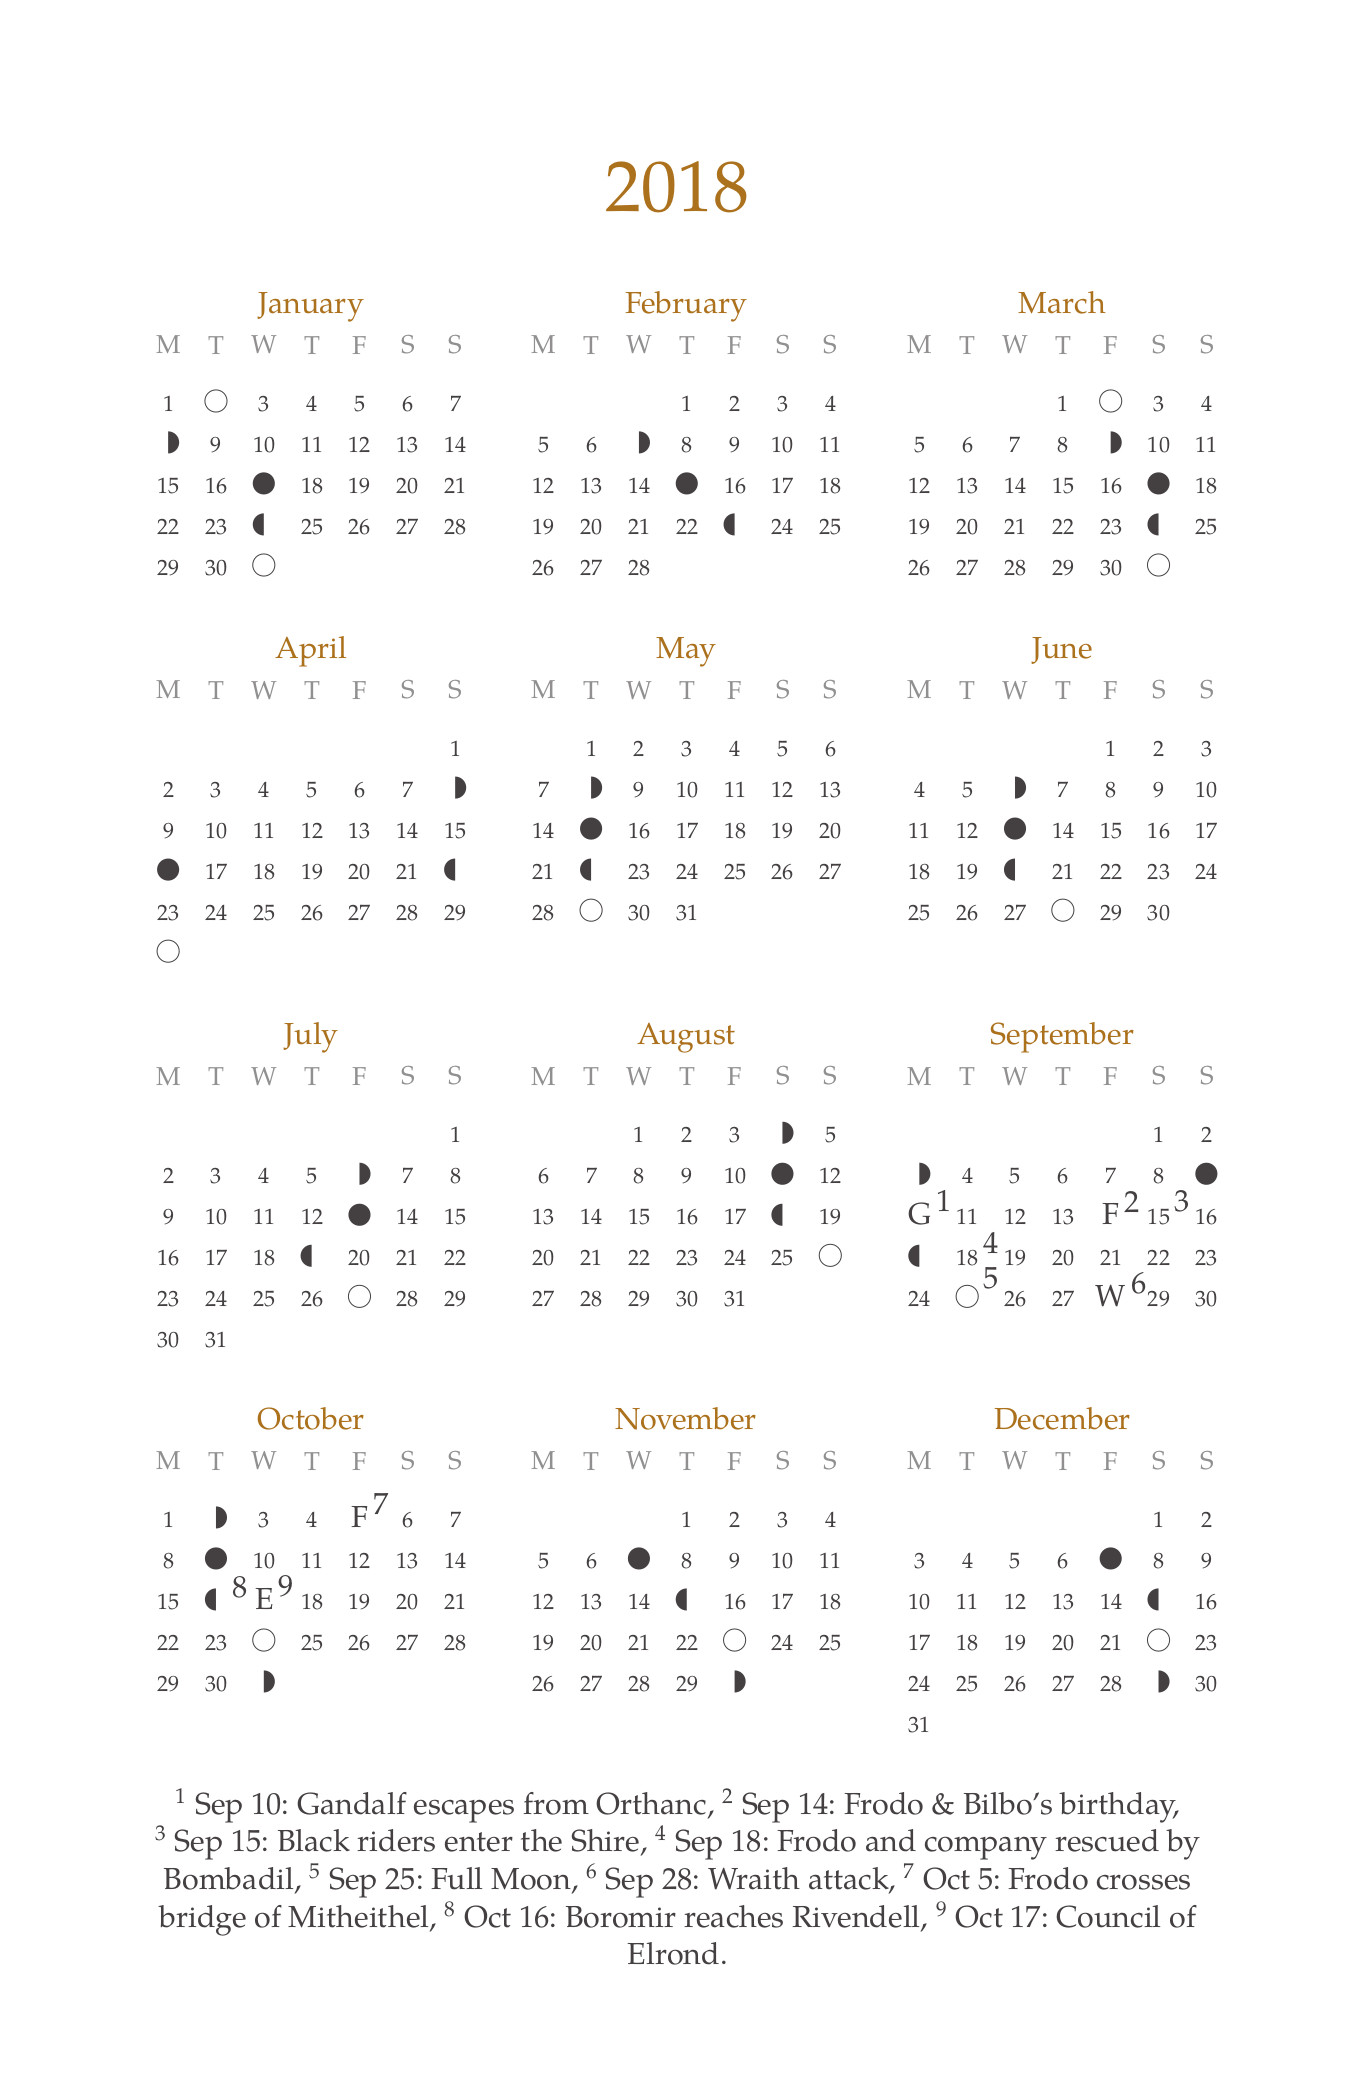 2018
January February March
M T W T F S S M T W T F S S M T W T F S S
1 ○ 3 4 5 6 7 1 2 3 4 1 ○ 3 4
◗ 9 10 11 12 13 14 5 6 ◗ 8 9 10 11 5 6 7 8 ◗ 10 11
15 16 ● 18 19 20 21 12 13 14 ● 16 17 18 12 13 14 15 16 ● 18
22 23 ◖ 25 26 27 28 19 20 21 22 ◖ 24 25 19 20 21 22 23 ◖ 25
29 30 ○ 26 27 28 26 27 28 29 30 ○
April May June
M T W T F S S M T W T F S S M T W T F S S
1 1 2 3 4 5 6 1 2 3
2 3 4 5 6 7 ◗ 7 ◗ 9 10 11 12 13 4 5 ◗ 7 8 9 10
9 10 11 12 13 14 15 14 ● 16 17 18 19 20 11 12 ● 14 15 16 17
● 17 18 19 20 21 ◖ 21 ◖ 23 24 25 26 27 18 19 ◖ 21 22 23 24
23 24 25 26 27 28 29 28 ○ 30 31 25 26 27 ○ 29 30
○
July August September
M T W T F S S M T W T F S S M T W T F S S
1 1 2 3 ◗ 5 1 2
2 3 4 5 ◗ 7 8 6 7 8 9 10 ● 12 ◗ 4 5 6 7 8 ●
9 10 11 12 ● 14 15 13 14 15 16 17 ◖ 19 G 1 11 12 13 F 2 15 3 16
16 17 18 ◖ 20 21 22 20 21 22 23 24 25 ○ ◖ 18 4 19 20 21 22 23
23 24 25 26 ○ 28 29 27 28 29 30 31 24 ○ 5 26 27 W 6 29 30
30 31
October November December
M T W T F S S M T W T F S S M T W T F S S
1 ◗ 3 4 F 7 6 7 1 2 3 4 1 2
8 ● 10 11 12 13 14 5 6 ● 8 9 10 11 3 4 5 6 ● 8 9
15 ◖ 8 E 9 18 19 20 21 12 13 14 ◖ 16 17 18 10 11 12 13 14 ◖ 16
22 23 ○ 25 26 27 28 19 20 21 22 ○ 24 25 17 18 19 20 21 ○ 23
29 30 ◗ 26 27 28 29 ◗ 24 25 26 27 28 ◗ 30
31
1 Sep 10: Gandalf escapes from Orthanc, 2 Sep 14: Frodo & Bilbo's birthday,
3 Sep 15: Black riders enter the Shire, 4 Sep 18: Frodo and company rescued by
Bombadil, 5 Sep 25: Full Moon, 6 Sep 28: Wraith attack, 7 Oct 5: Frodo crosses
bridge of Mitheithel, 8 Oct 16: Boromir reaches Rivendell, 9 Oct 17: Council of
Elrond.